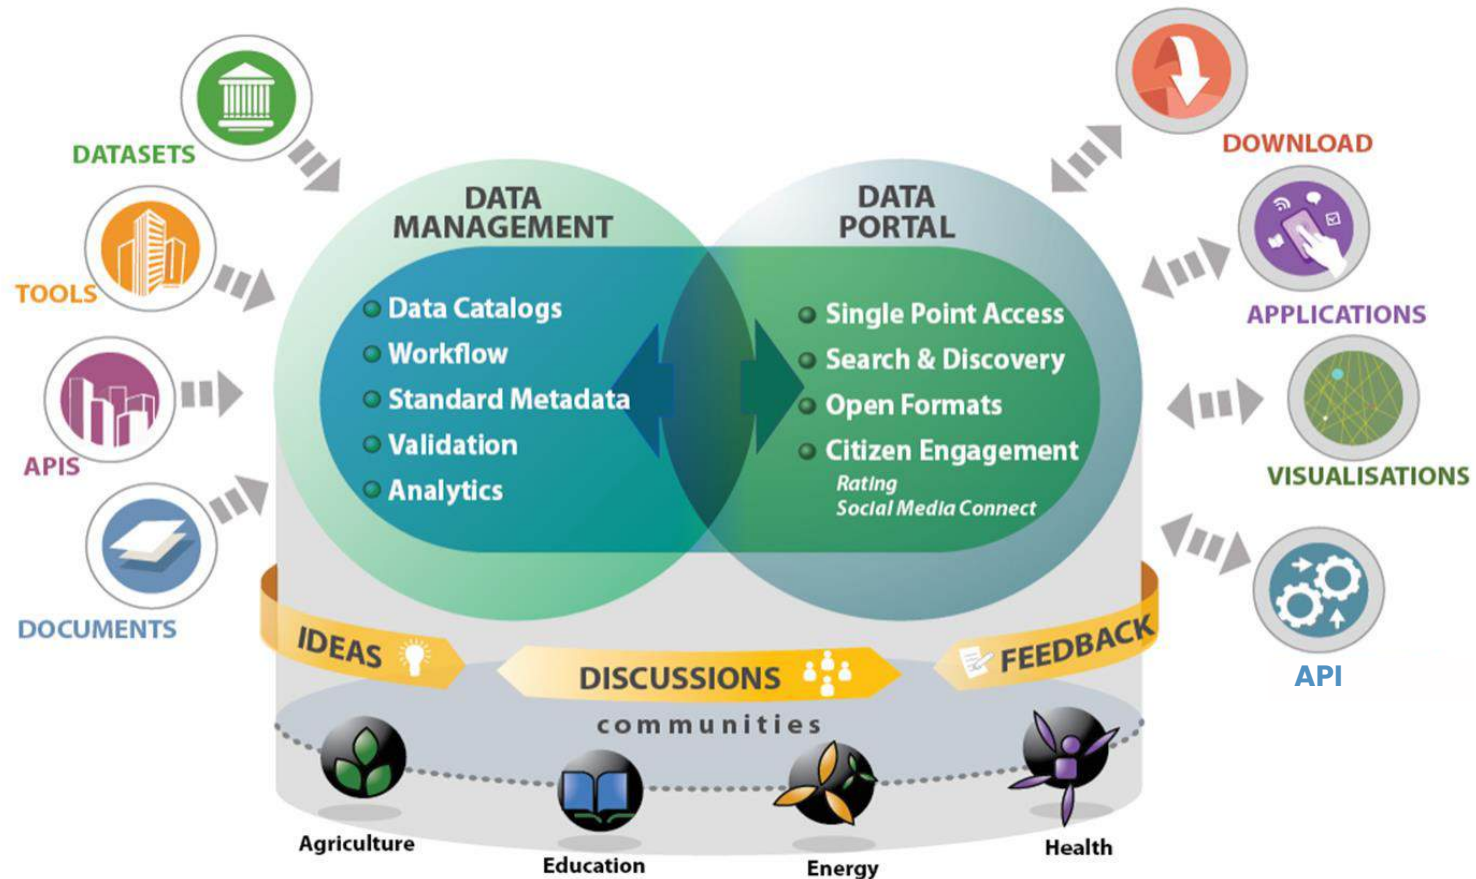 DATASETS
TOOLS
APIS
DOCUMENTS
DATA
MANAGEMENT
Data Catalogs
Workflow
Standard Metadata
Validation
Analytics
DATA
PORTAL
Single Point Access
Search & Discovery
Open Formats
Citizen Engagement
Rating
Social Media Connect
DOWNLOAD
APPLICATIONS
VISUALISATIONS
API
IDEAS
DISCUSSIONS
FEEDBACK
communities
Agriculture
Education
Energy
Health